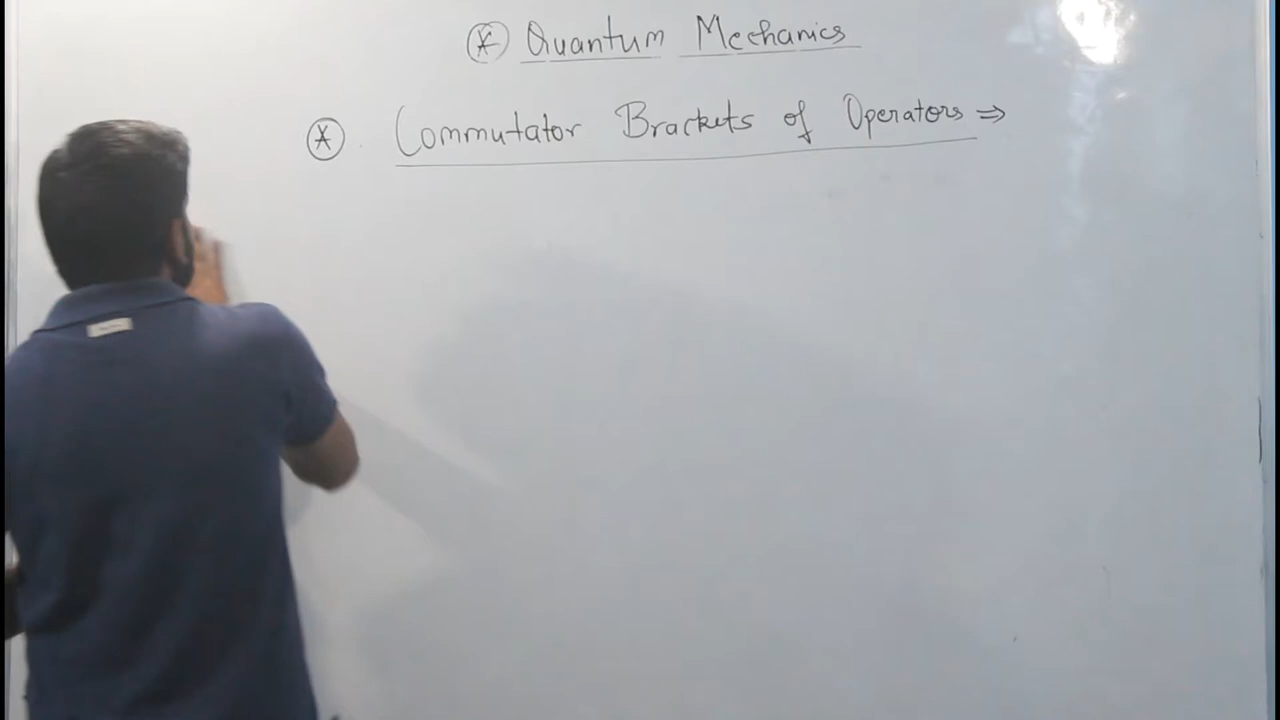 Quantum Mechanics
Commutator Brackets of Operators ⇒